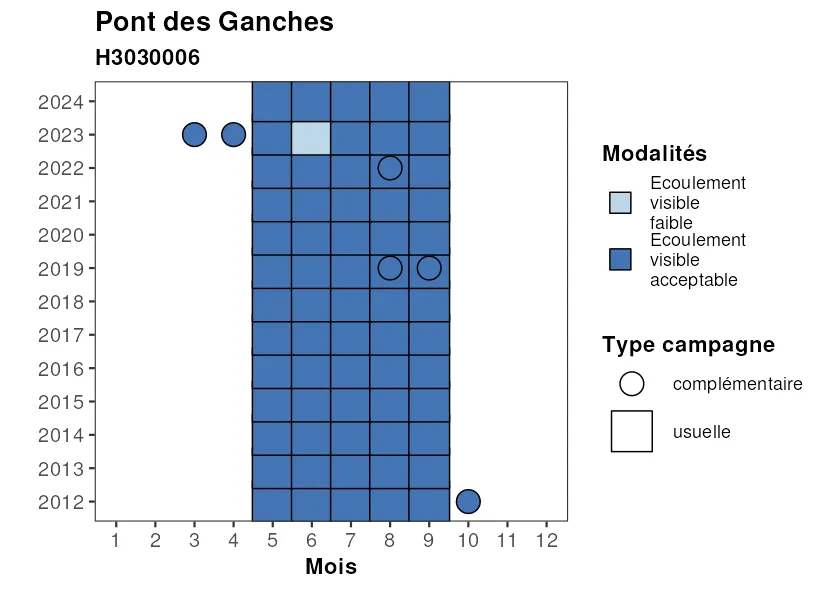 Pont des Ganches
H3030006
2024
2023
2022
2021
2020
2019
2018
2017
2016
2015
2014
2013
2012
1 2 3 4 5 6 7 8 9 10 11 12
Mois
Modalités
Ecoulement
visible
faible
Ecoulement
visible
acceptable
Type campagne
complémentaire
usuelle